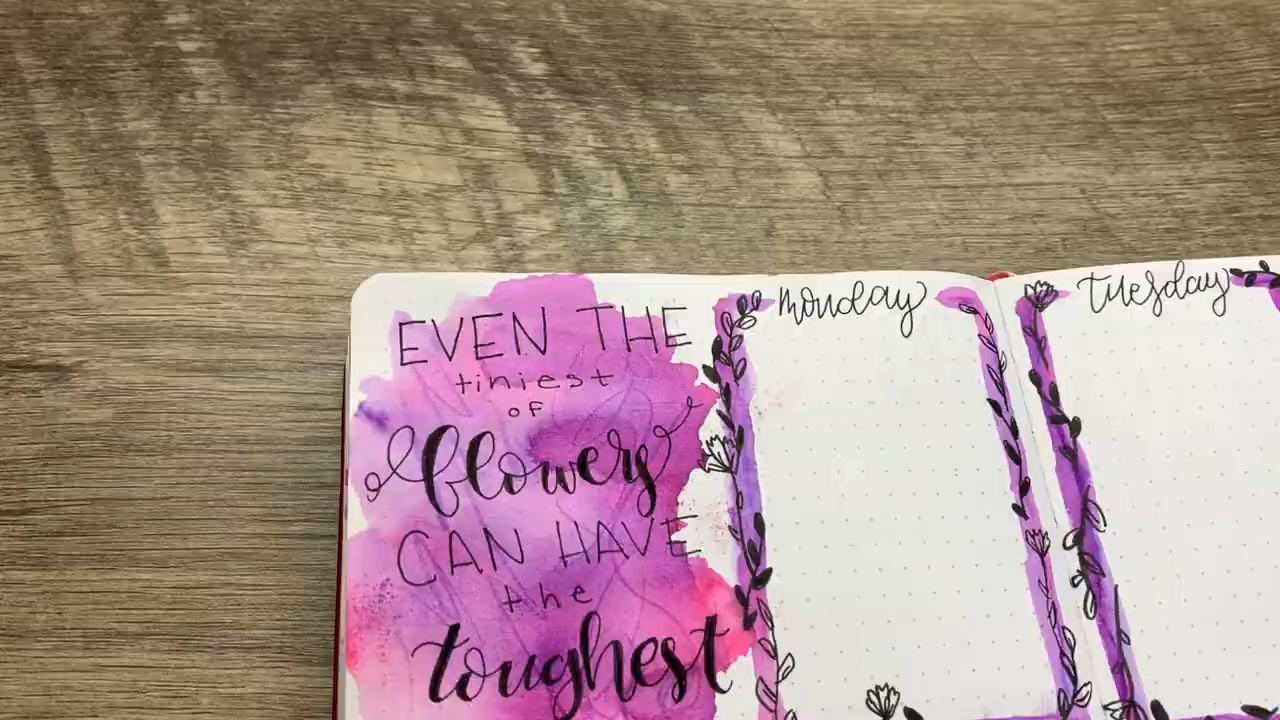 EVEN THE
tiniest
OF
flowers
CAN HAVE
the
toughest
monday
tuesday